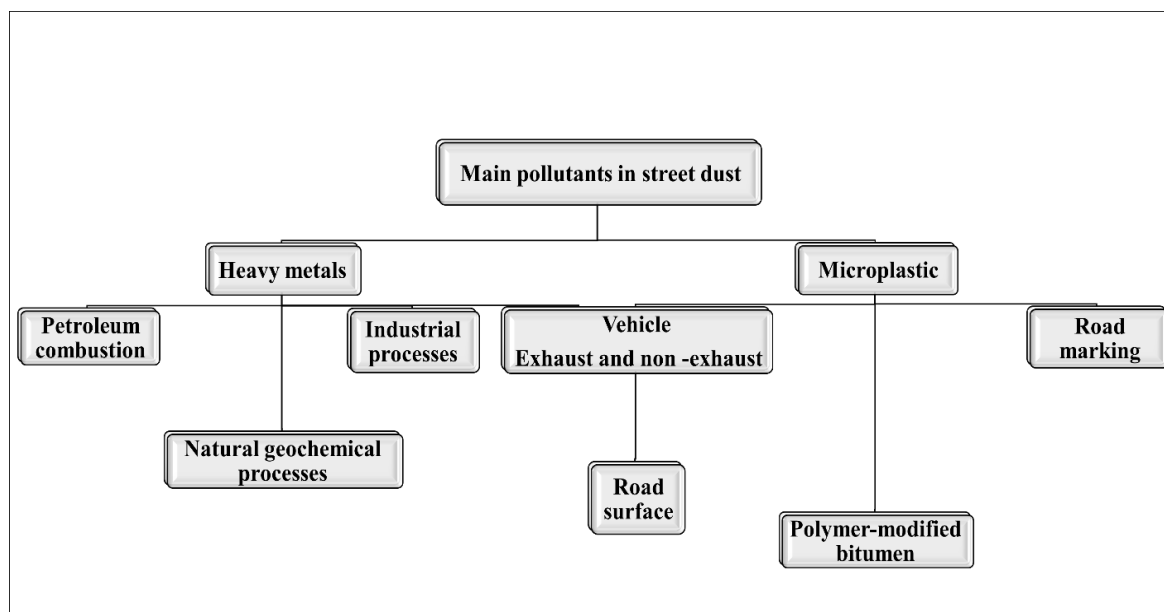 Main pollutants in street dust
Heavy metals
Microplastic
Petroleum
combustion
Industrial
processes
Vehicle
Exhaust and non -exhaust
Road
marking
Natural geochemical
processes
Road
surface
Polymer-modified
bitumen